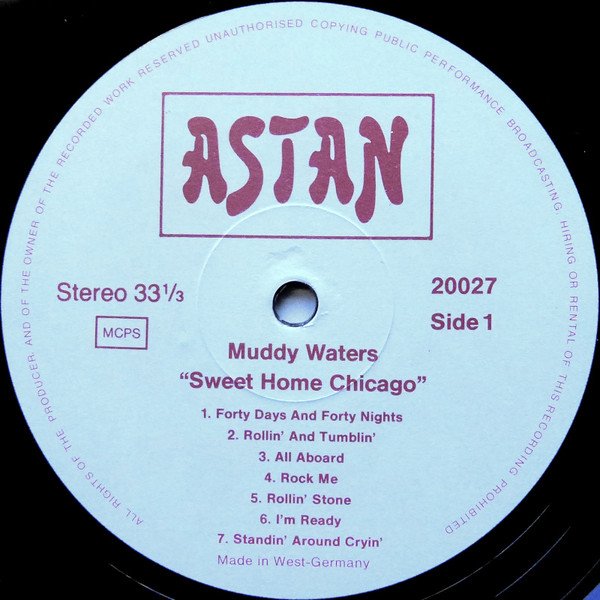 ALL RIGHTS OF THE PRODUCER, AND OF THE OWNER OF THE RECORDED WORK RESERVED UNAUTHORISED COPYING PUBLIC PERFORMANCE BROADCASTING HIRING OR RENTAL OF THIS RECORDING PROHIBITED
ASTAN
Stereo 33 1/3
20027
MCPS
Side 1
Muddy Waters
“Sweet Home Chicago”
1. Forty Days And Forty Nights
2. Rollin’ And Tumblin’
3. All Aboard
4. Rock Me
5. Rollin’ Stone
6. I’m Ready
7. Standin’ Around Cryin’
Made in West-Germany